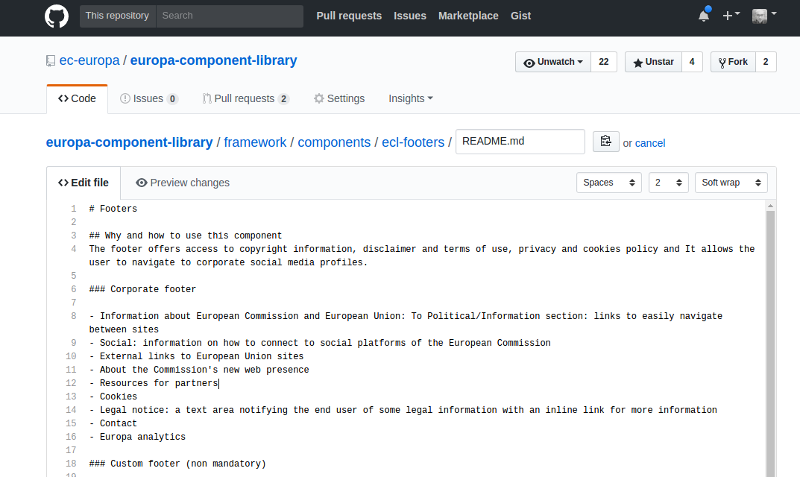 This repository Search Pull requests Issues Marketplace Gist
ec-europa / europa-component-library Unwatch 22 Unstar 4 Fork 2
Code Issues 0 Pull requests 2 Settings Insights
europa-component-library / framework / components / ecl-footers / README.md or cancel
Edit file Preview changes Spaces 2 Soft wrap
1 # Footers
2
3 ## Why and how to use this component
4 The footer offers access to copyright information, disclaimer and terms of use, privacy and cookies policy and It allows the
user to navigate to corporate social media profiles.
5
6 ### Corporate footer
7
8 - Information about European Commission and European Union: To Political/Information section: links to easily navigate
between sites
9 - Social: information on how to connect to social platforms of the European Commission
10 - External links to European Union sites
11 - About the Commission's new web presence
12 - Resources for partners
13 - Cookies
14 - Legal notice: a text area notifying the end user of some legal information with an inline link for more information
15 - Contact
16 - Europa analytics
17
18 ### Custom footer (non mandatory)